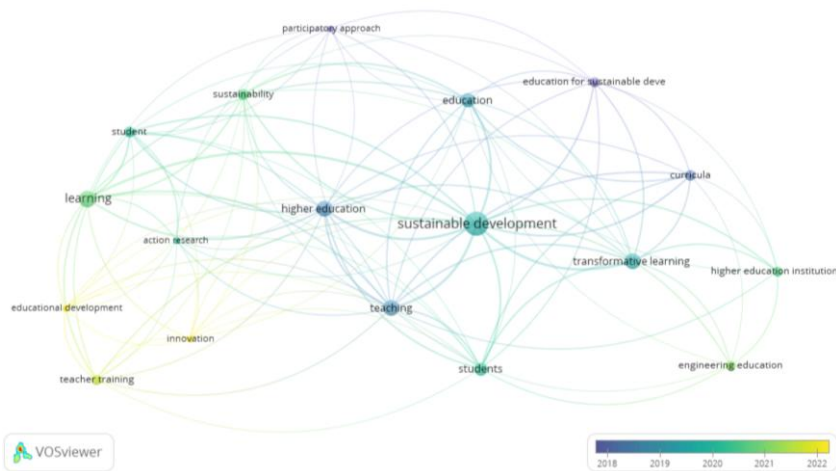 participatory approach
education for sustainable deve
sustainability
education
student
curricula
learning
higher education
sustainable development
action research
transformative learning
higher education institution
educational development
teaching
innovation
engineering education
students
teacher training
VOSviewer
2018 2019 2020 2021 2022